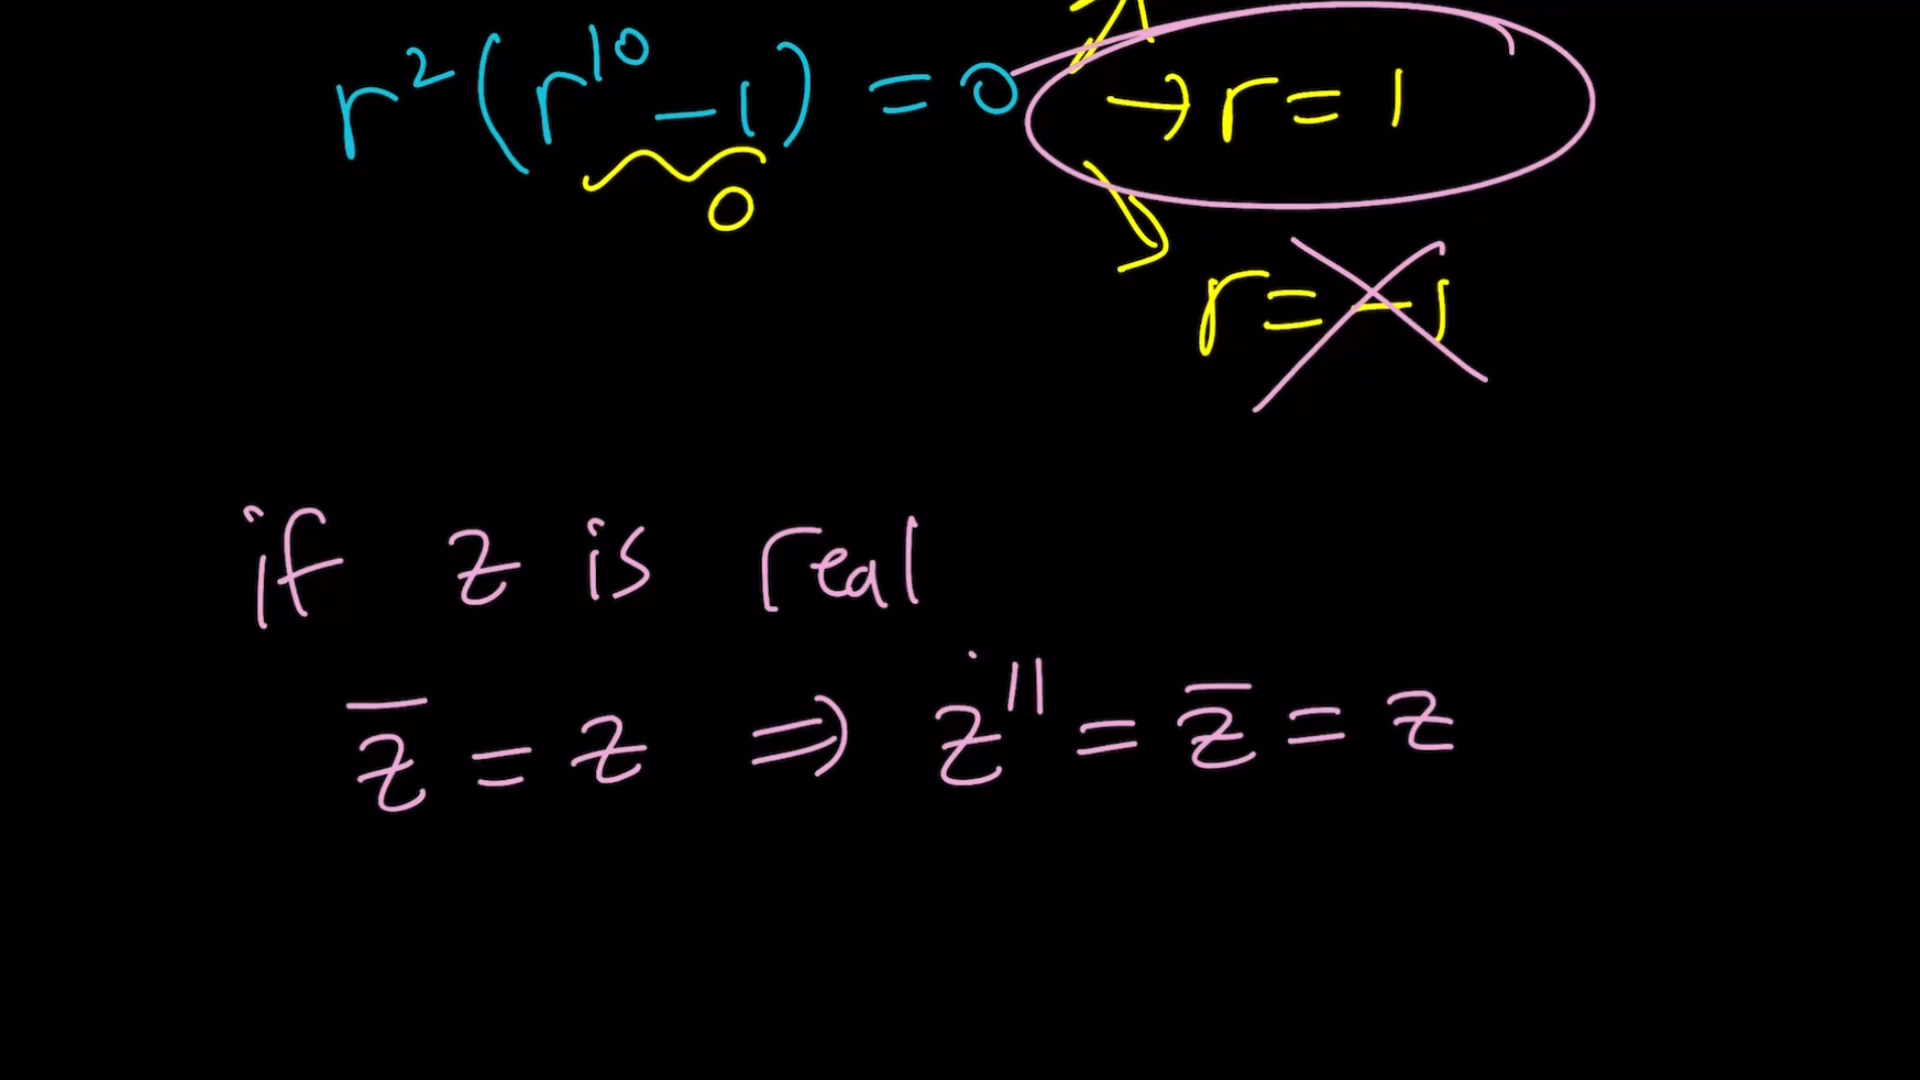 r²(r¹⁰ − 1) = 0 → r = 1
0
r = −1
if z is real
z̅ = z ⇒ z¹¹ = z̅ = z